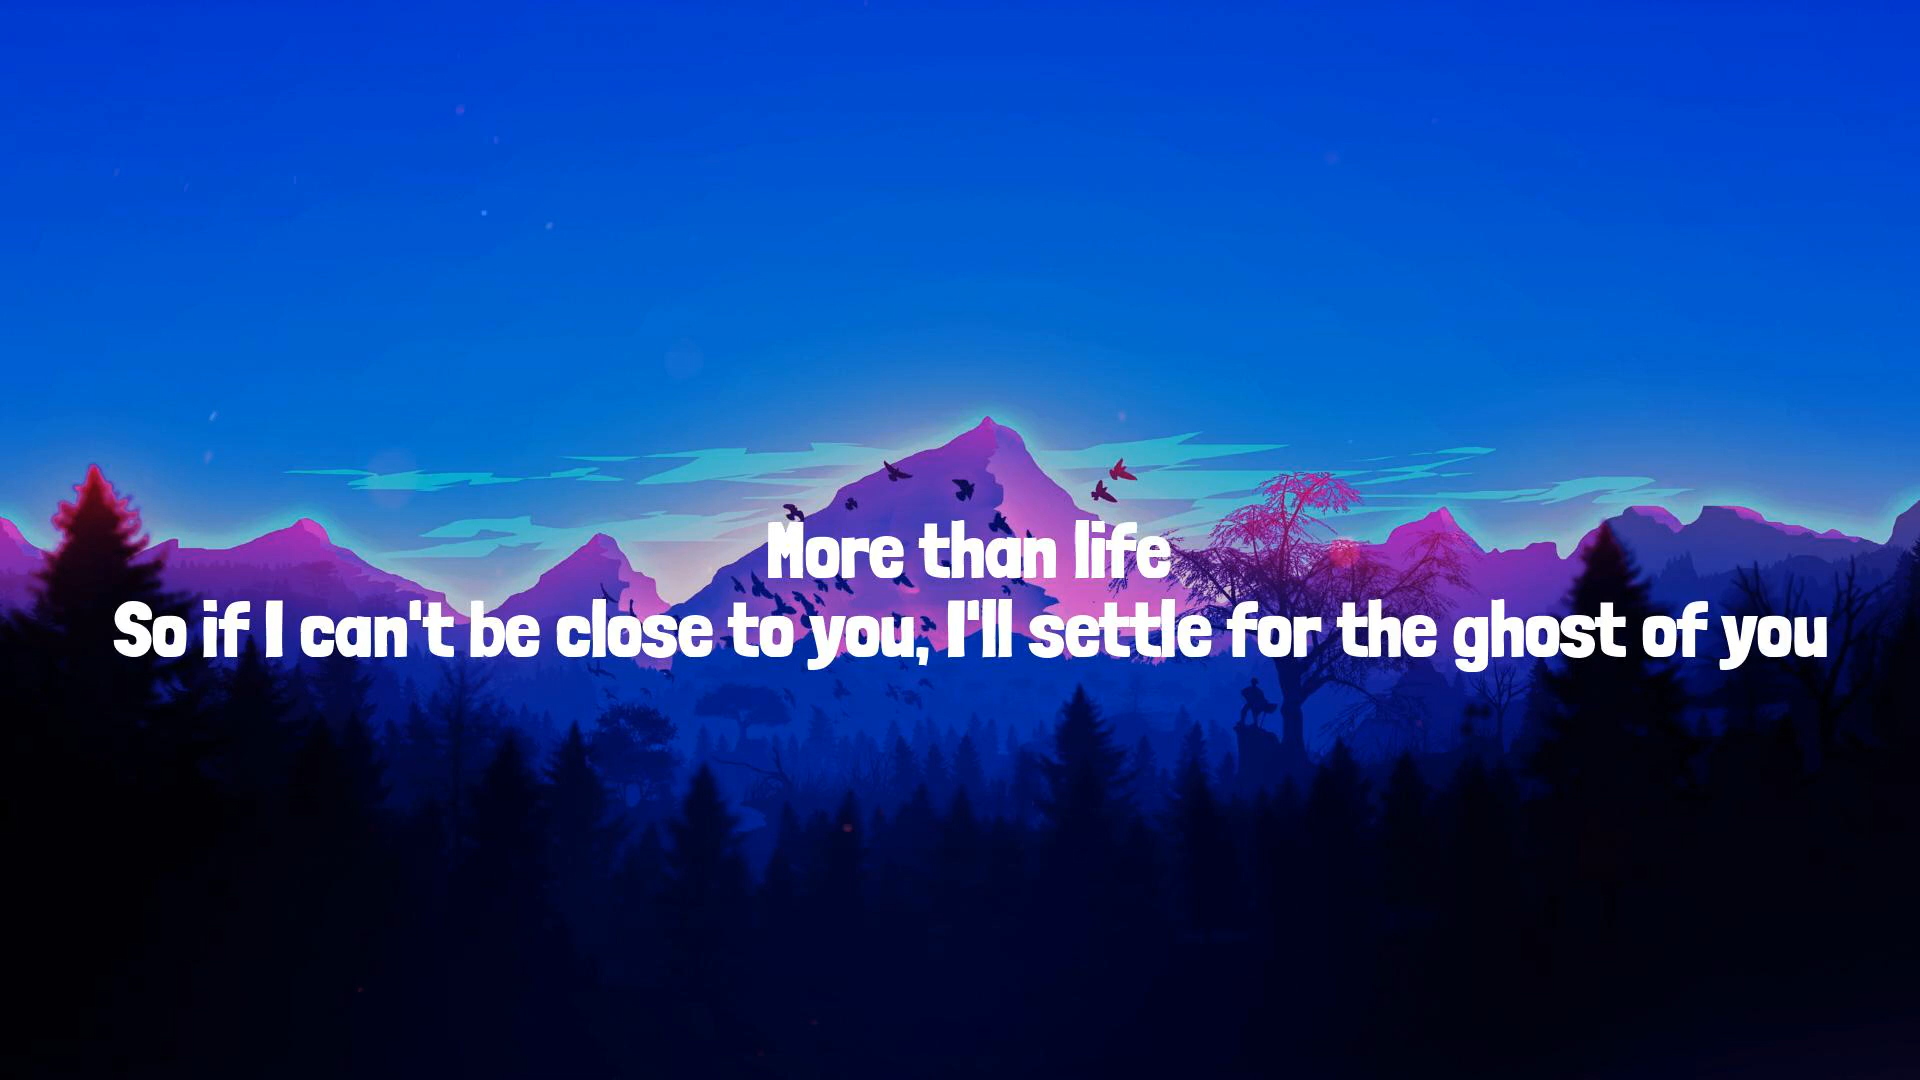 More than life
So if I can't be close to you, I'll settle for the ghost of you